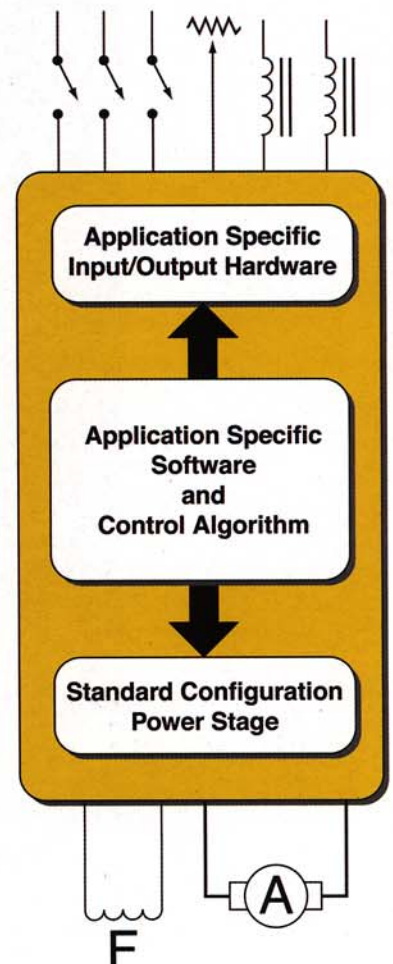 Application Specific
Input/Output Hardware
Application Specific
Software
and
Control Algorithm
Standard Configuration
Power Stage
A
F